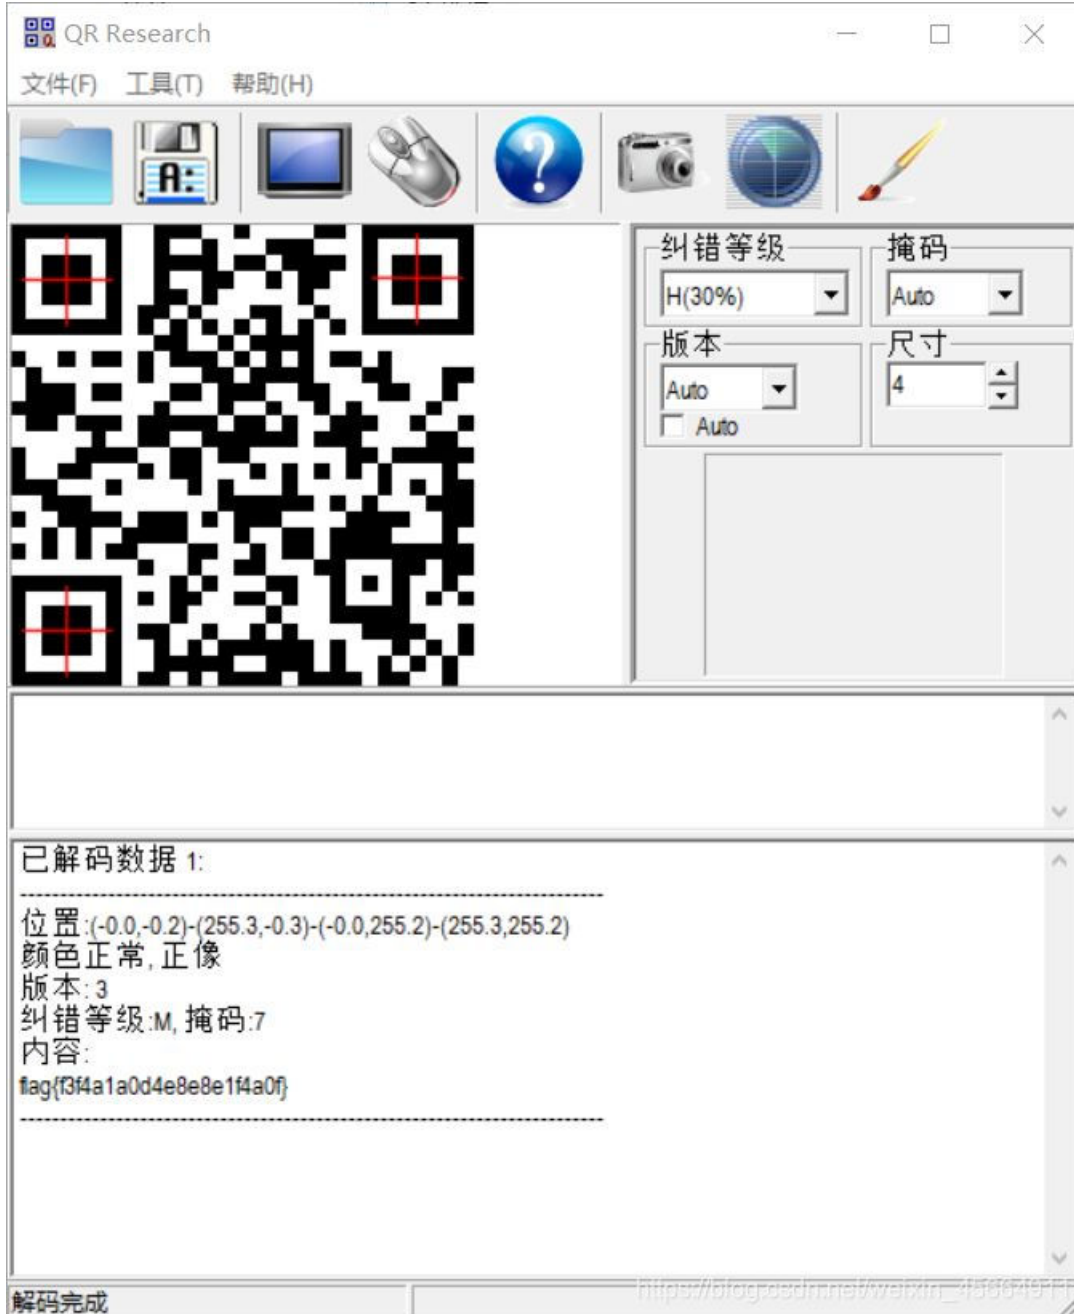 QR Research
文件(F) 工具(T) 帮助(H)
A:
纠错等级 掩码
H(30%) Auto
版本 尺寸
Auto 4
Auto
已解码数据 1:
----------------------------------------------------------------------
位置:(-0.0,-0.2)-(255.3,-0.3)-(-0.0,255.2)-(255.3,255.2)
颜色正常, 正像
版本: 3
纠错等级:M, 掩码:7
内容:
flag{f3f4a1a0d4e8e8e1f4a0f}
----------------------------------------------------------------------
解码完成